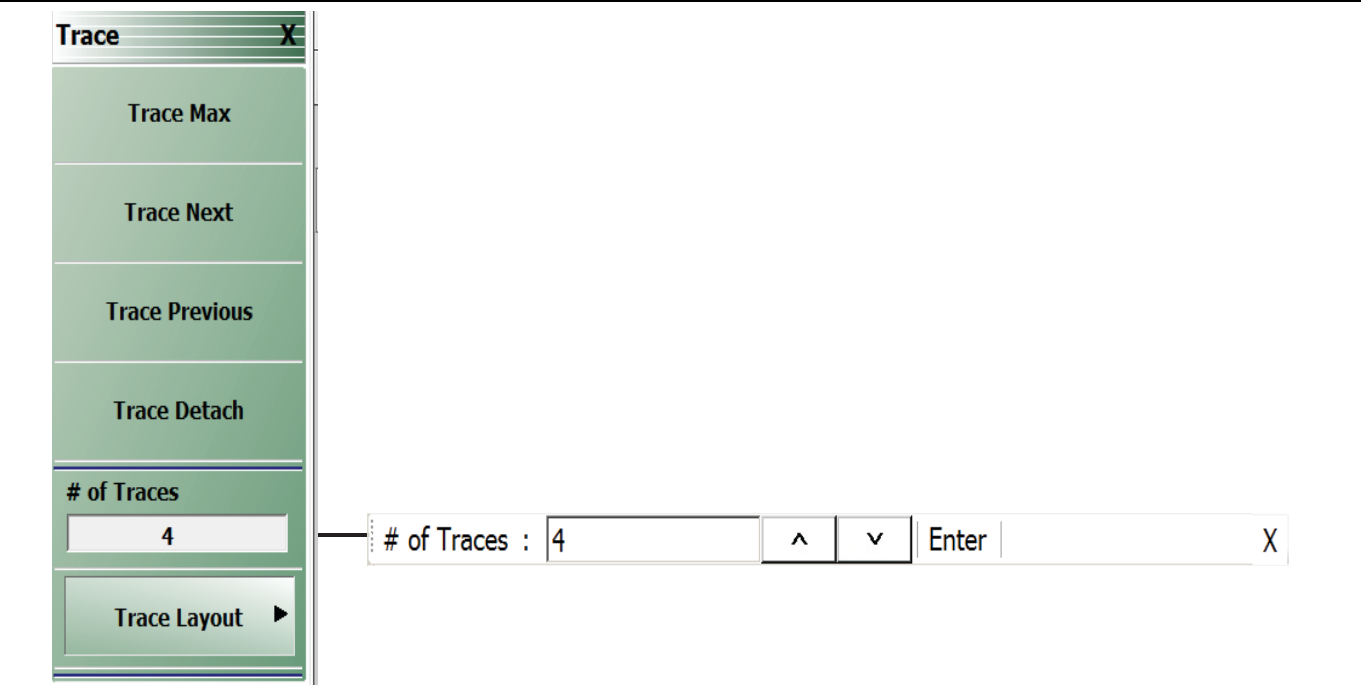 Trace X
Trace Max
Trace Next
Trace Previous
Trace Detach
# of Traces
4
# of Traces : 4 ^ v Enter X
Trace Layout